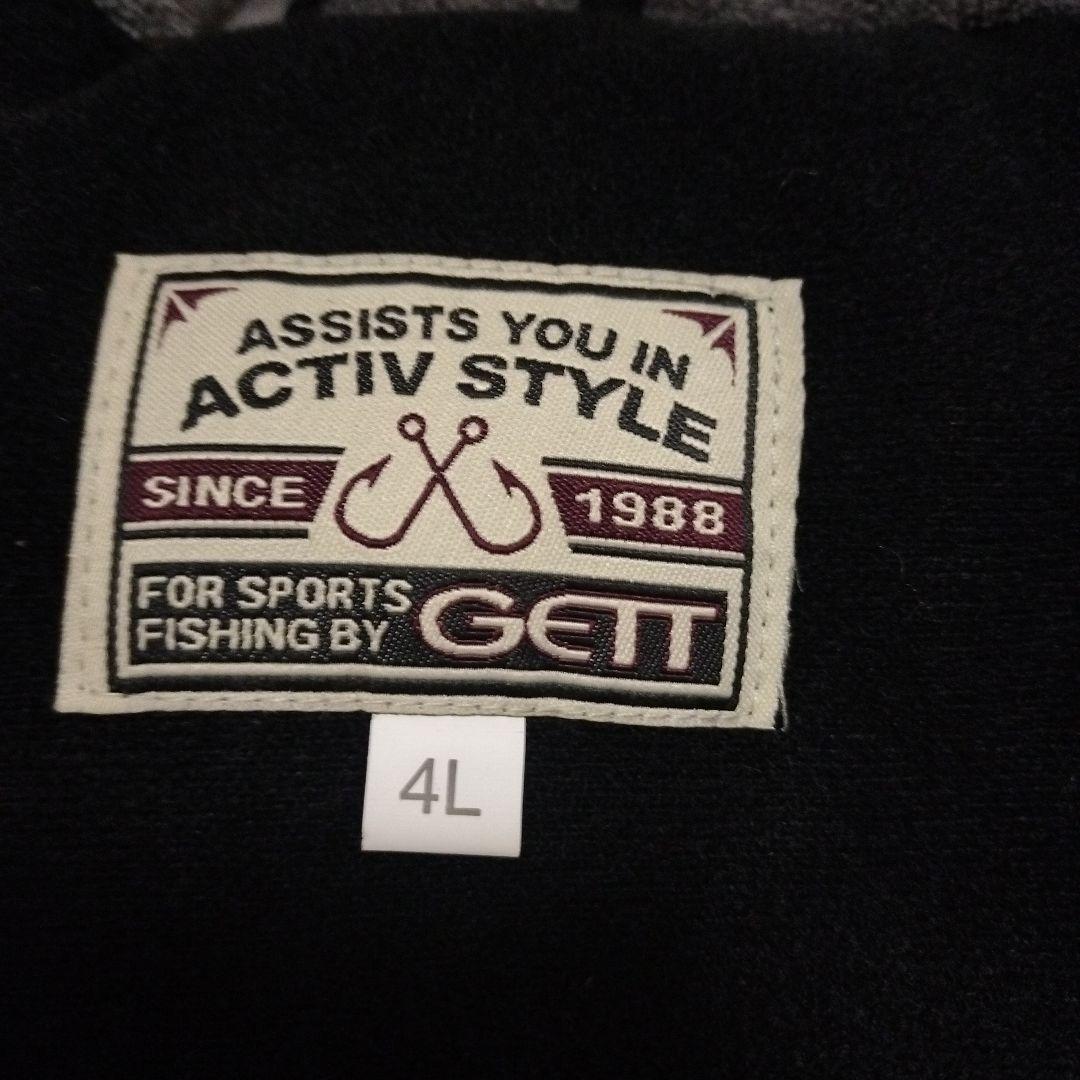 ASSISTS YOU IN
ACTIV STYLE
SINCE 1988
FOR SPORTS
FISHING BY GETT
4L